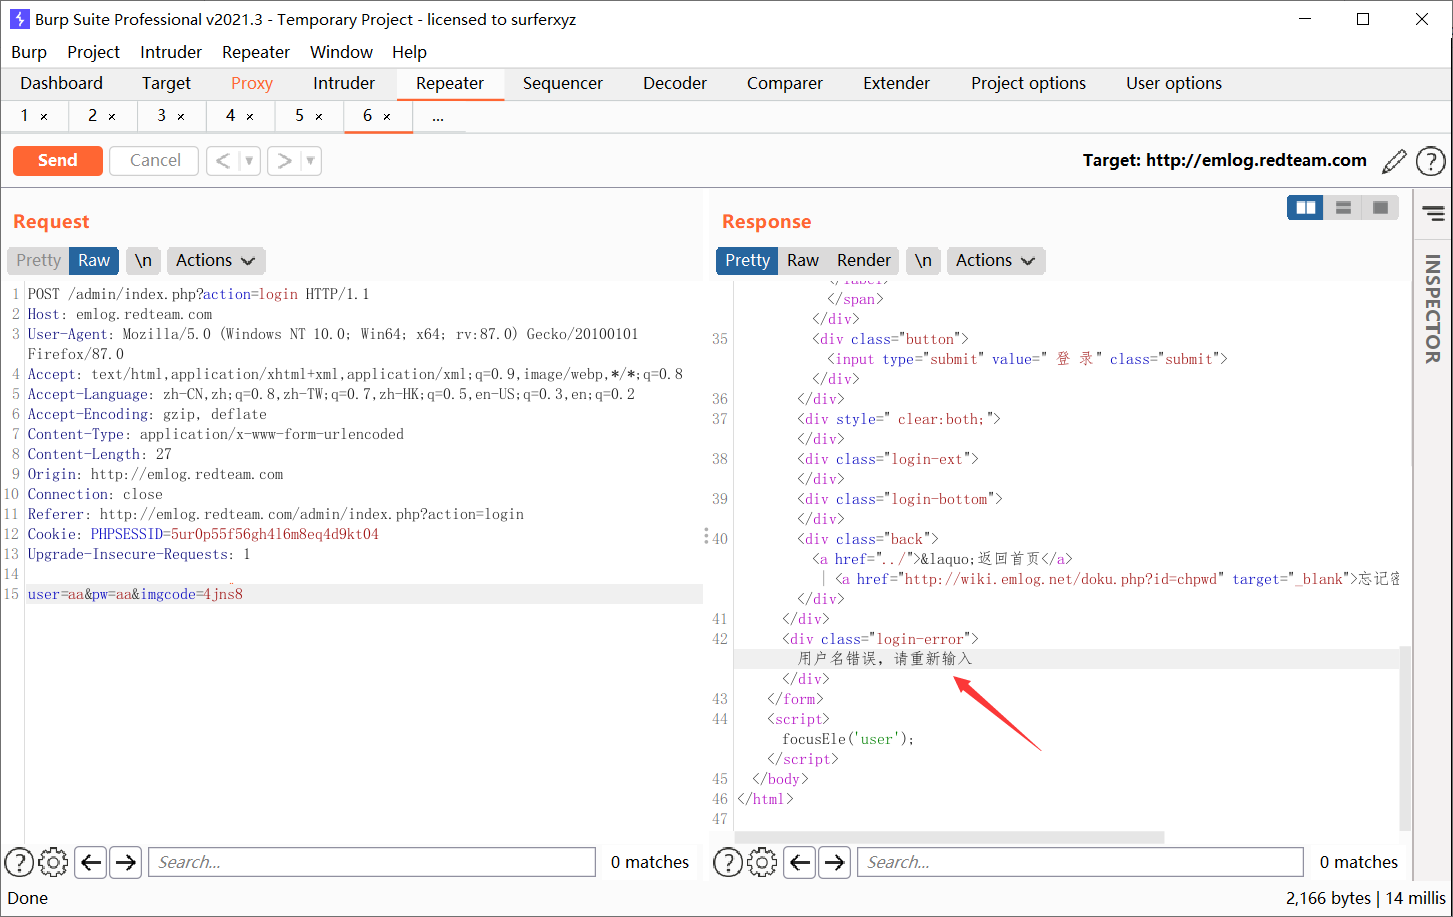 Burp Suite Professional v2021.3 - Temporary Project - licensed to surferxyz
Burp Project Intruder Repeater Window Help
Dashboard Target Proxy Intruder Repeater Sequencer Decoder Comparer Extender Project options User options
1 × 2 × 3 × 4 × 5 × 6 × ...
Send Cancel < > Target: http://emlog.redteam.com ?
Request
Pretty Raw \n Actions
1 POST /admin/index.php?action=login HTTP/1.1
2 Host: emlog.redteam.com
3 User-Agent: Mozilla/5.0 (Windows NT 10.0; Win64; x64; rv:87.0) Gecko/20100101
Firefox/87.0
4 Accept: text/html,application/xhtml+xml,application/xml;q=0.9,image/webp,*/*;q=0.8
5 Accept-Language: zh-CN,zh;q=0.8,zh-TW;q=0.7,zh-HK;q=0.5,en-US;q=0.3,en;q=0.2
6 Accept-Encoding: gzip, deflate
7 Content-Type: application/x-www-form-urlencoded
8 Content-Length: 27
9 Origin: http://emlog.redteam.com
10 Connection: close
11 Referer: http://emlog.redteam.com/admin/index.php?action=login
12 Cookie: PHPSESSID=5ur0p55f56gh4l6m8eq4d9kt04
13 Upgrade-Insecure-Requests: 1
14
15 user=aa&pw=aa&imgcode=4jns8
? Search... 0 matches
Response
Pretty Raw Render \n Actions
</label>
</span>
</div>
35 <div class="button">
<input type="submit" value=" 登 录" class="submit">
</div>
36 </div>
37 <div style=" clear:both;">
</div>
38 <div class="login-ext">
</div>
39 <div class="login-bottom">
</div>
40 <div class="back">
<a href="../">&laquo;返回首页</a>
| <a href="http://wiki.emlog.net/doku.php?id=chpwd" target="_blank">忘记密
</div>
41 </div>
42 <div class="login-error">
用户名错误，请重新输入
</div>
43 </form>
44 <script>
focusEle('user');
</script>
45 </body>
46 </html>
47
? Search... 0 matches
INSPECTOR
Done
2,166 bytes | 14 millis